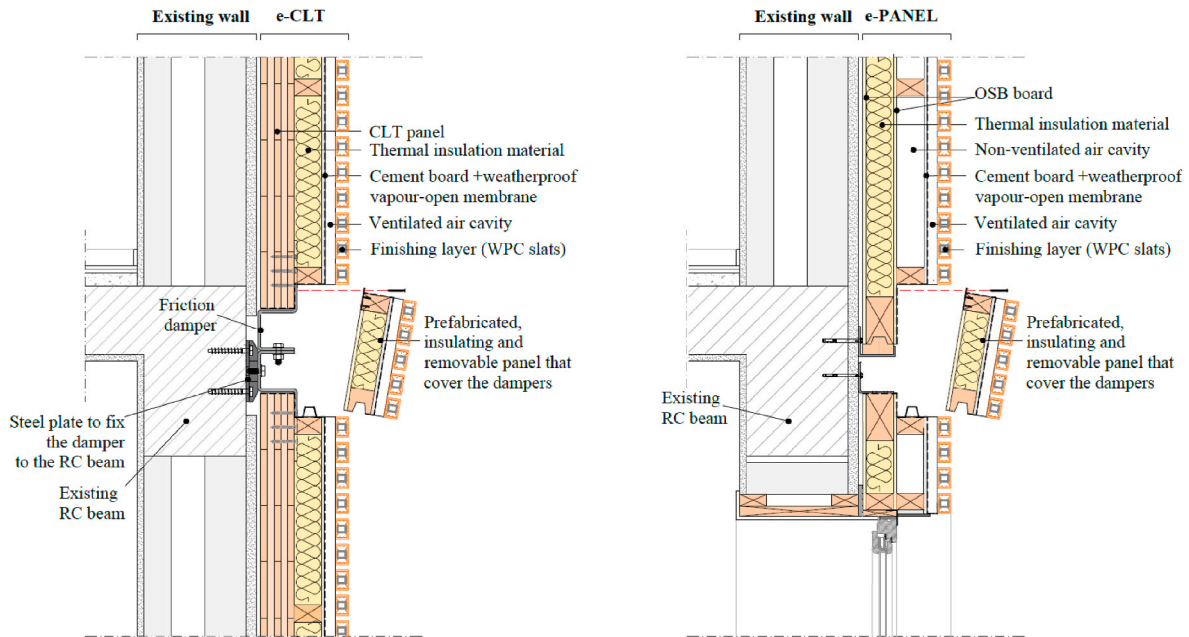 Existing wall
e-CLT
CLT panel
Thermal insulation material
Cement board +weatherproof
vapour-open membrane
Ventilated air cavity
Finishing layer (WPC slats)
Friction
damper
Prefabricated,
insulating and
removable panel that
cover the dampers
Steel plate to fix
the damper
to the RC beam
Existing
RC beam
Existing wall
e-PANEL
OSB board
Thermal insulation material
Non-ventilated air cavity
Cement board +weatherproof
vapour-open membrane
Ventilated air cavity
Finishing layer (WPC slats)
Prefabricated,
insulating and
removable panel that
cover the dampers
Existing
RC beam